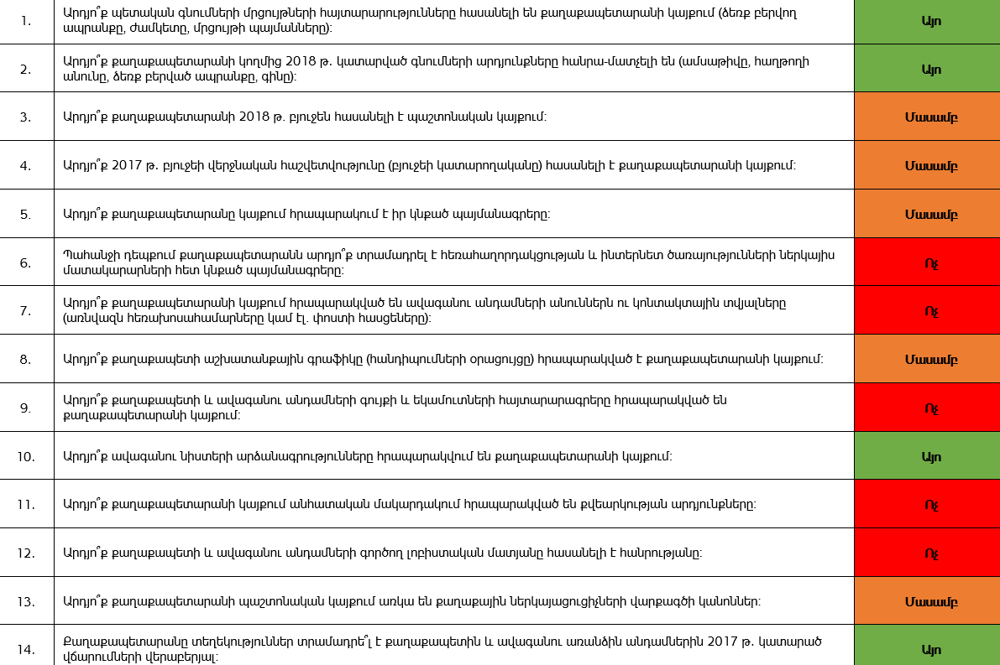 1.
Արդյո՞ք պետական գնումների մրցույթների հայտարարությունները հասանելի են քաղաքապետարանի կայքում (ձեռք բերվող
ապրանքը, ժամկետը, մրցույթի պայմանները):
Այո
2.
Արդյո՞ք քաղաքապետարանի կողմից 2018 թ. կատարված գնումների արդյունքները հանրա-մատչելի են (ամսաթիվը, հաղթողի
անունը, ձեռք բերված ապրանքը, գինը):
Այո
3.
Արդյո՞ք քաղաքապետարանի 2018 թ. բյուջեն հասանելի է պաշտոնական կայքում:
Մասամբ
4.
Արդյո՞ք 2017 թ. բյուջեի վերջնական հաշվետվությունը (բյուջեի կատարողականը) հասանելի է քաղաքապետարանի կայքում:
Մասամբ
5.
Արդյո՞ք քաղաքապետարանը կայքում հրապարակում է իր կնքած պայմանագրերը:
Մասամբ
6.
Պահանջի դեպքում քաղաքապետարանն արդյո՞ք տրամադրել է հեռահաղորդակցության և ինտերնետ ծառայությունների ներկայիս
մատակարարների հետ կնքած պայմանագրերը:
Ոչ
7.
Արդյո՞ք քաղաքապետարանի կայքում հրապարակված են ավագանու անդամների անուններն ու կոնտակտային տվյալները
(առնվազն հեռախոսահամարները կամ էլ. փոստի հասցեները):
Ոչ
8.
Արդյո՞ք քաղաքապետի աշխատանքային գրաֆիկը (հանդիպումների օրացույցը) հրապարակված է քաղաքապետարանի կայքում:
Մասամբ
9.
Արդյո՞ք քաղաքապետի և ավագանու անդամների գույքի և եկամուտների հայտարարագրերը հրապարակված են
քաղաքապետարանի կայքում:
Ոչ
10.
Արդյո՞ք ավագանու նիստերի արձանագրությունները հրապարակվում են քաղաքապետարանի կայքում:
Այո
11.
Արդյո՞ք քաղաքապետարանի կայքում անհատական մակարդակում հրապարակված են քվեարկության արդյունքները:
Ոչ
12.
Արդյո՞ք քաղաքապետի և ավագանու անդամների գործող լոբիստական մատյանը հասանելի է հանրությանը:
Ոչ
13.
Արդյո՞ք քաղաքապետարանի պաշտոնական կայքում առկա են քաղաքային ներկայացուցիչների վարքագծի կանոններ:
Մասամբ
14.
Քաղաքապետարանը տեղեկություններ տրամադրե՞լ է քաղաքապետին և ավագանու առանձին անդամներին 2017 թ. կատարած
վճարումների վերաբերյալ:
Այո